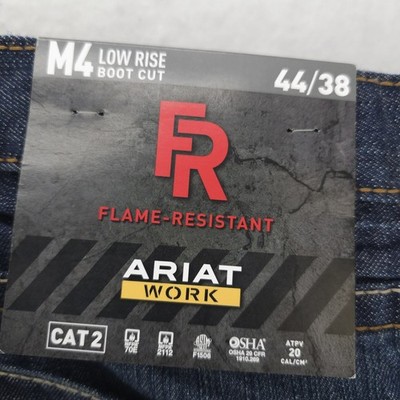 M4 LOW RISE
BOOT CUT
44/38
FR
FLAME-RESISTANT
ARIAT
WORK
CAT 2
NFPA
70E
NFPA
2112
ASTM
F1506
OSHA
OSHA 29 CFR
1910.269
ATPV
20
CAL/CM²